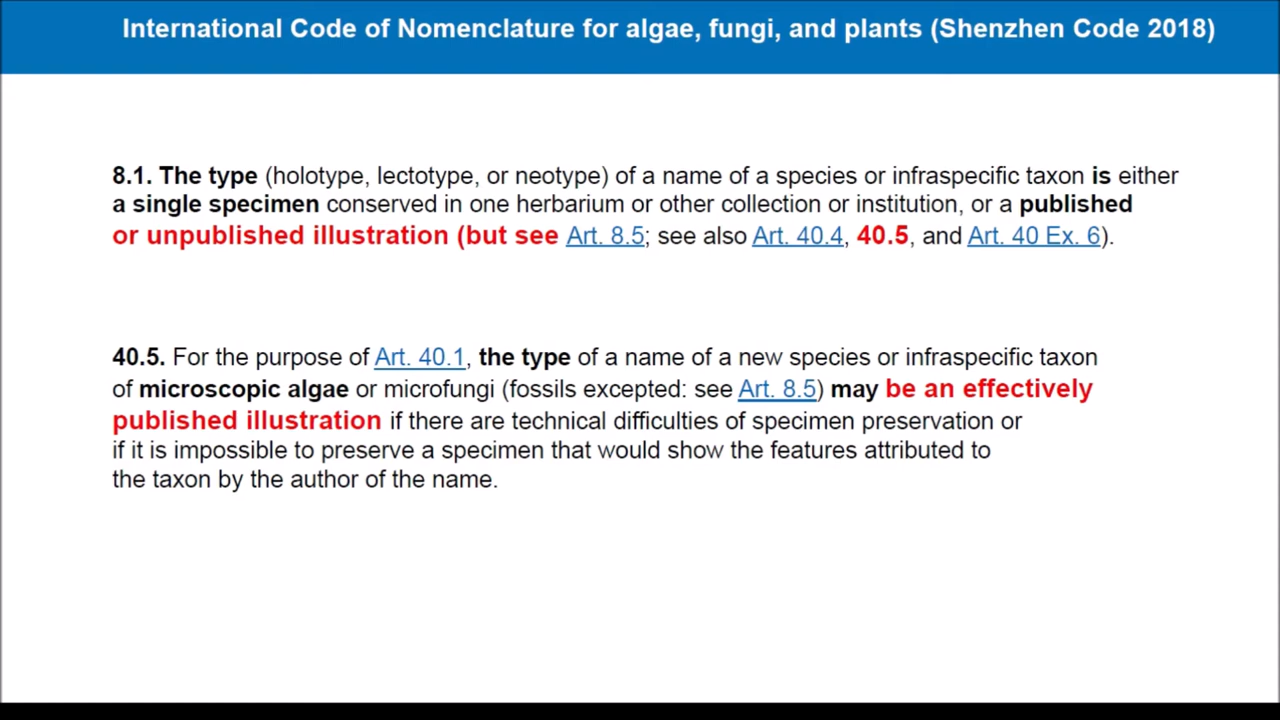 International Code of Nomenclature for algae, fungi, and plants (Shenzhen Code 2018)
8.1. The type (holotype, lectotype, or neotype) of a name of a species or infraspecific taxon is either
a single specimen conserved in one herbarium or other collection or institution, or a published
or unpublished illustration (but see Art. 8.5; see also Art. 40.4, 40.5, and Art. 40 Ex. 6).
40.5. For the purpose of Art. 40.1, the type of a name of a new species or infraspecific taxon
of microscopic algae or microfungi (fossils excepted: see Art. 8.5) may be an effectively
published illustration if there are technical difficulties of specimen preservation or
if it is impossible to preserve a specimen that would show the features attributed to
the taxon by the author of the name.